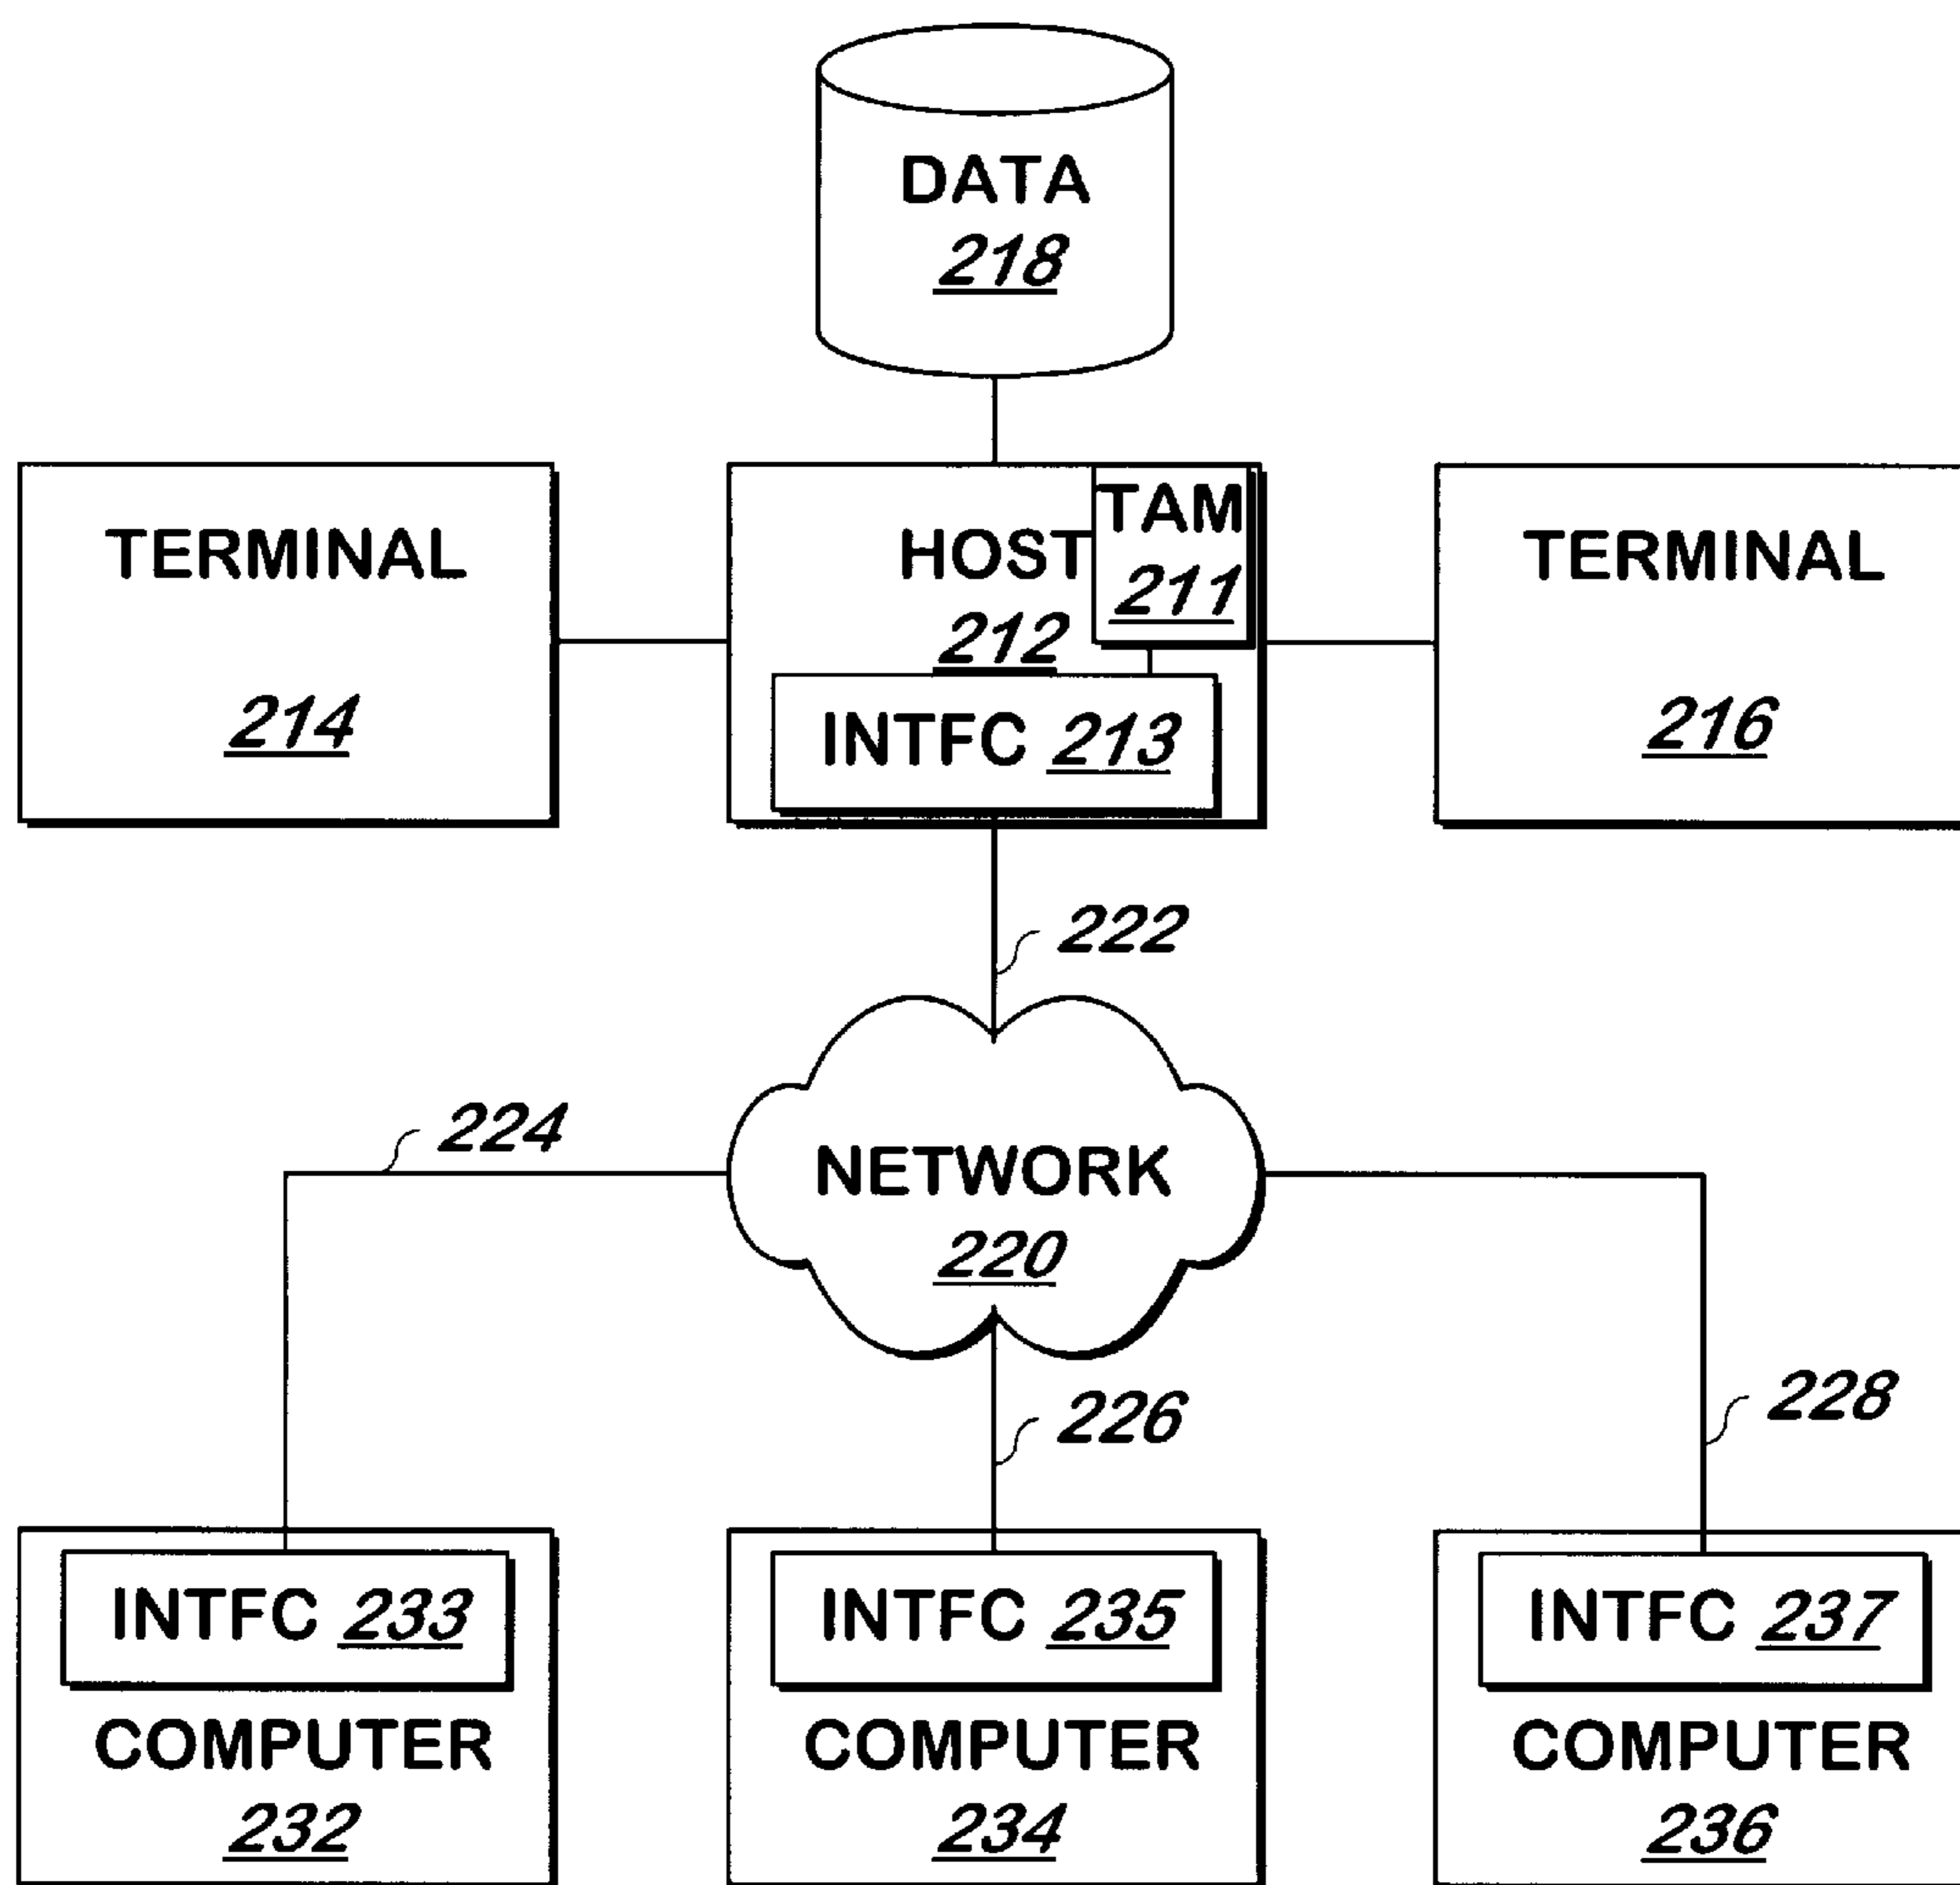 DATA
218
TERMINAL
214
HOST
212
TAM
211
INTFC 213
TERMINAL
216
222
224
NETWORK
220
226
228
INTFC 233
COMPUTER
232
INTFC 235
COMPUTER
234
INTFC 237
COMPUTER
236